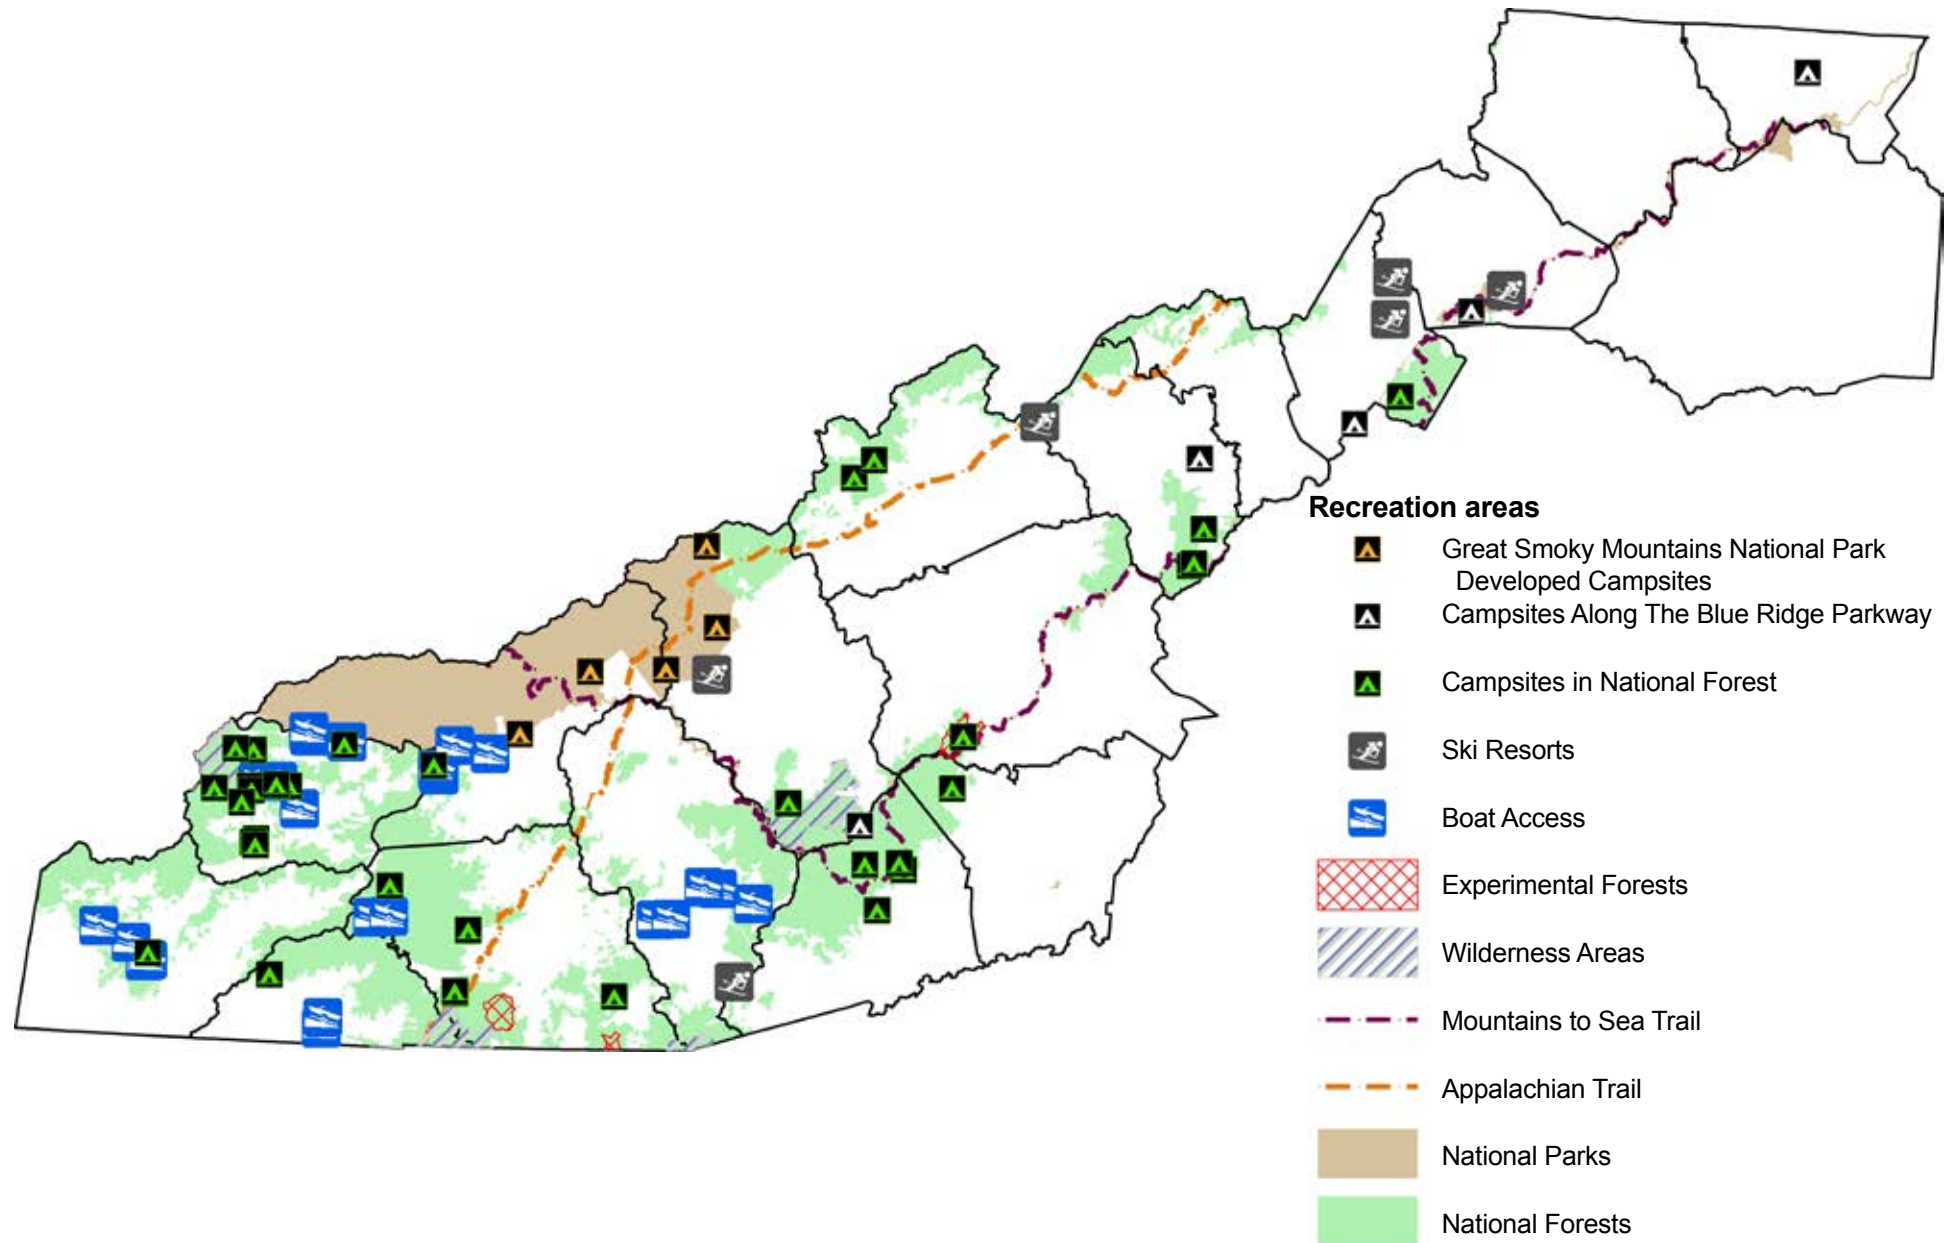 Recreation areas
Great Smoky Mountains National Park
Developed Campsites
Campsites Along The Blue Ridge Parkway
Campsites in National Forest
Ski Resorts
Boat Access
Experimental Forests
Wilderness Areas
Mountains to Sea Trail
Appalachian Trail
National Parks
National Forests